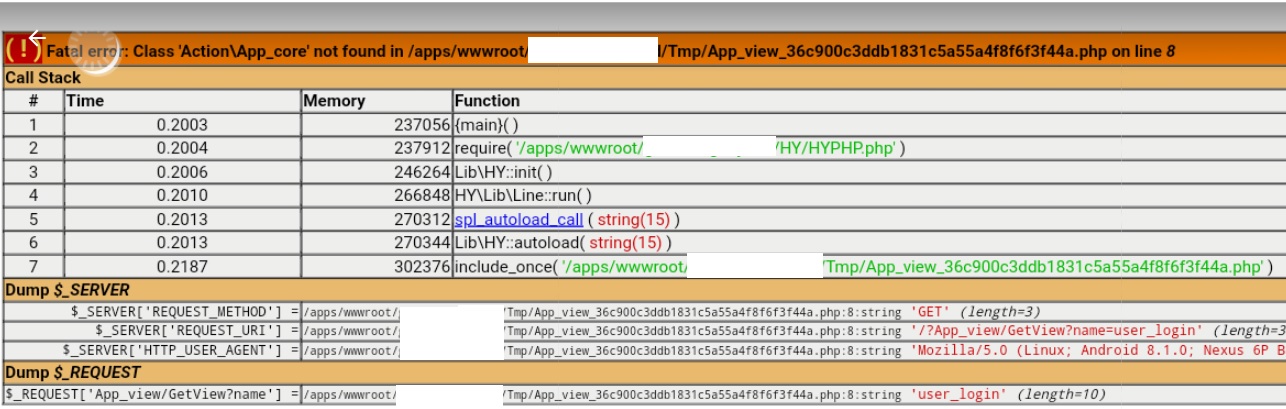 (!) Fatal error: Class 'Action\App_core' not found in /apps/wwwroot/ /Tmp/App_view_36c900c3ddb1831c5a55a4f8f6f3f44a.php on line 8
Call Stack
# Time Memory Function
1 0.2003 237056 {main}( )
2 0.2004 237912 require( '/apps/wwwroot/ /HY/HYPHP.php' )
3 0.2006 246264 Lib\HY::init( )
4 0.2010 266848 HY\Lib\Line::run( )
5 0.2013 270312 spl_autoload_call ( string(15) )
6 0.2013 270344 Lib\HY::autoload( string(15) )
7 0.2187 302376 include_once( '/apps/wwwroot/ /Tmp/App_view_36c900c3ddb1831c5a55a4f8f6f3f44a.php' )
Dump $_SERVER
$_SERVER['REQUEST_METHOD'] = /apps/wwwroot/ /Tmp/App_view_36c900c3ddb1831c5a55a4f8f6f3f44a.php:8:string 'GET' (length=3)
$_SERVER['REQUEST_URI'] = /apps/wwwroot/ /Tmp/App_view_36c900c3ddb1831c5a55a4f8f6f3f44a.php:8:string '/?App_view/GetView?name=user_login' (length=3
$_SERVER['HTTP_USER_AGENT'] = /apps/wwwroot/ /Tmp/App_view_36c900c3ddb1831c5a55a4f8f6f3f44a.php:8:string 'Mozilla/5.0 (Linux; Android 8.1.0; Nexus 6P B
Dump $_REQUEST
$_REQUEST['App_view/GetView?name'] = /apps/wwwroot/ /Tmp/App_view_36c900c3ddb1831c5a55a4f8f6f3f44a.php:8:string 'user_login' (length=10)